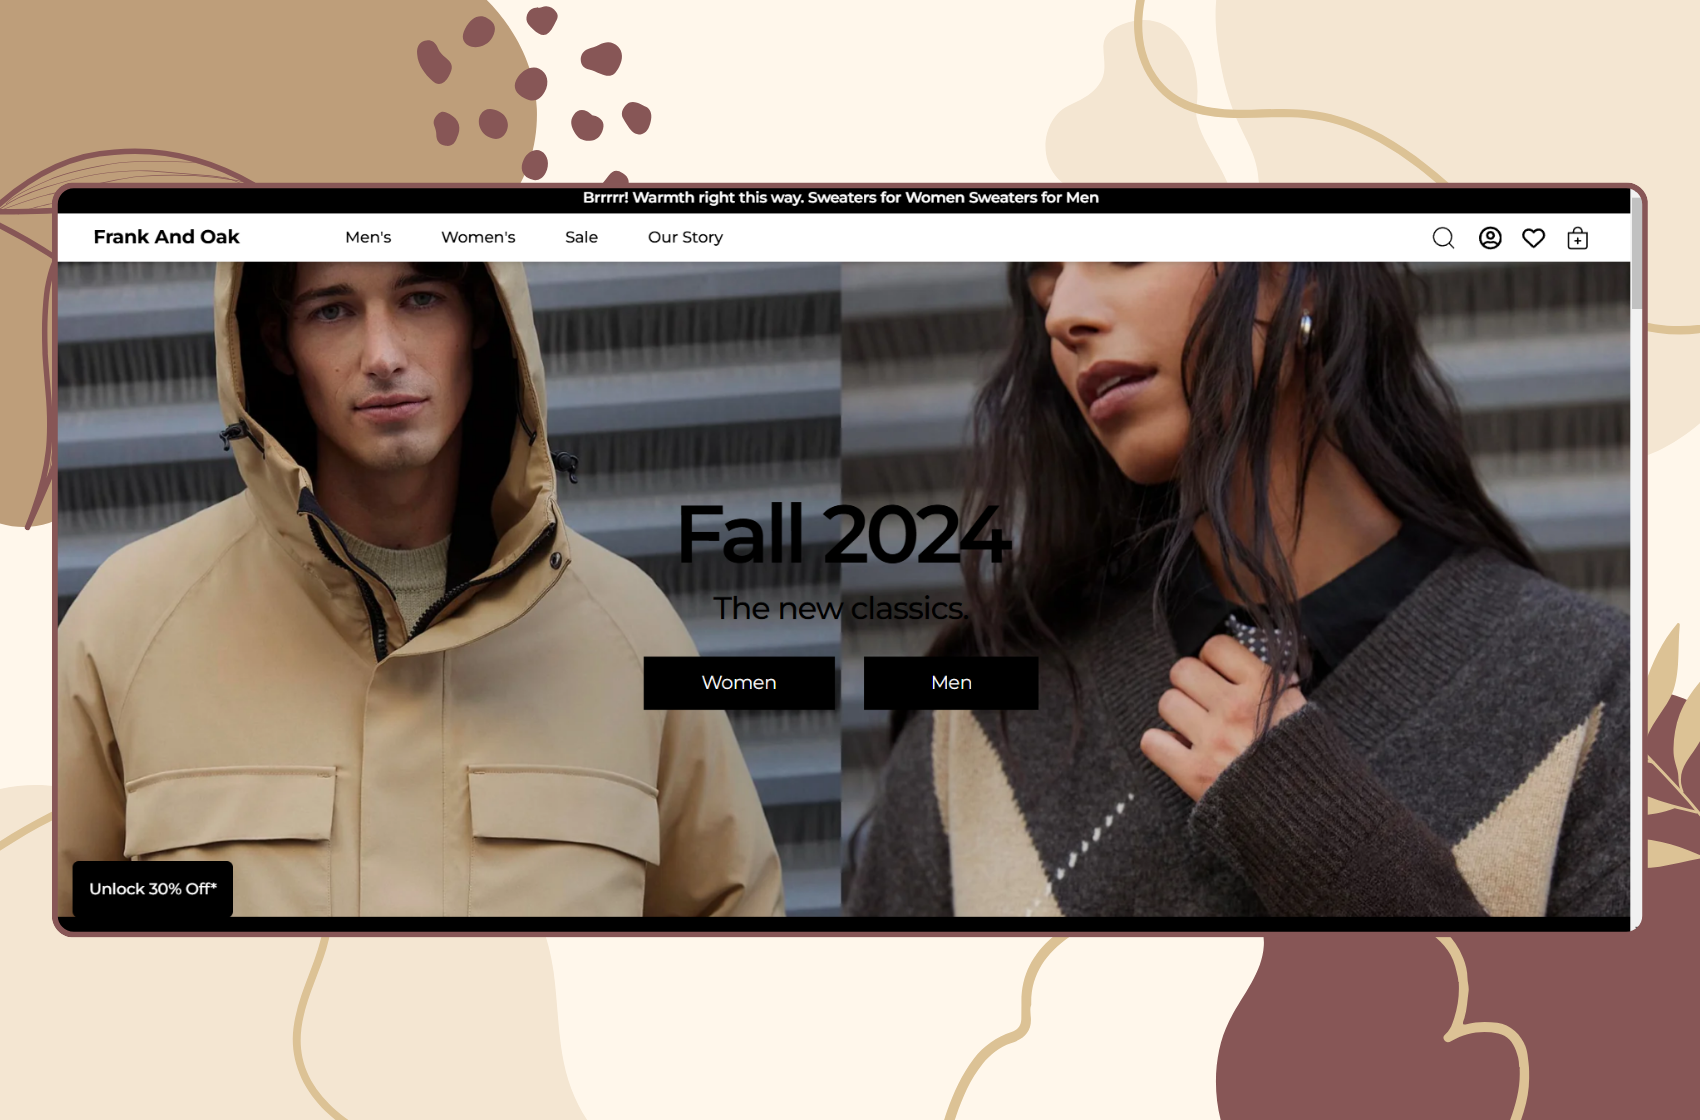 Brrrrr! Warmth right this way. Sweaters for Women Sweaters for Men
Frank And Oak Men's Women's Sale Our Story
Fall 2024
The new classics.
Women Men
Unlock 30% Off*